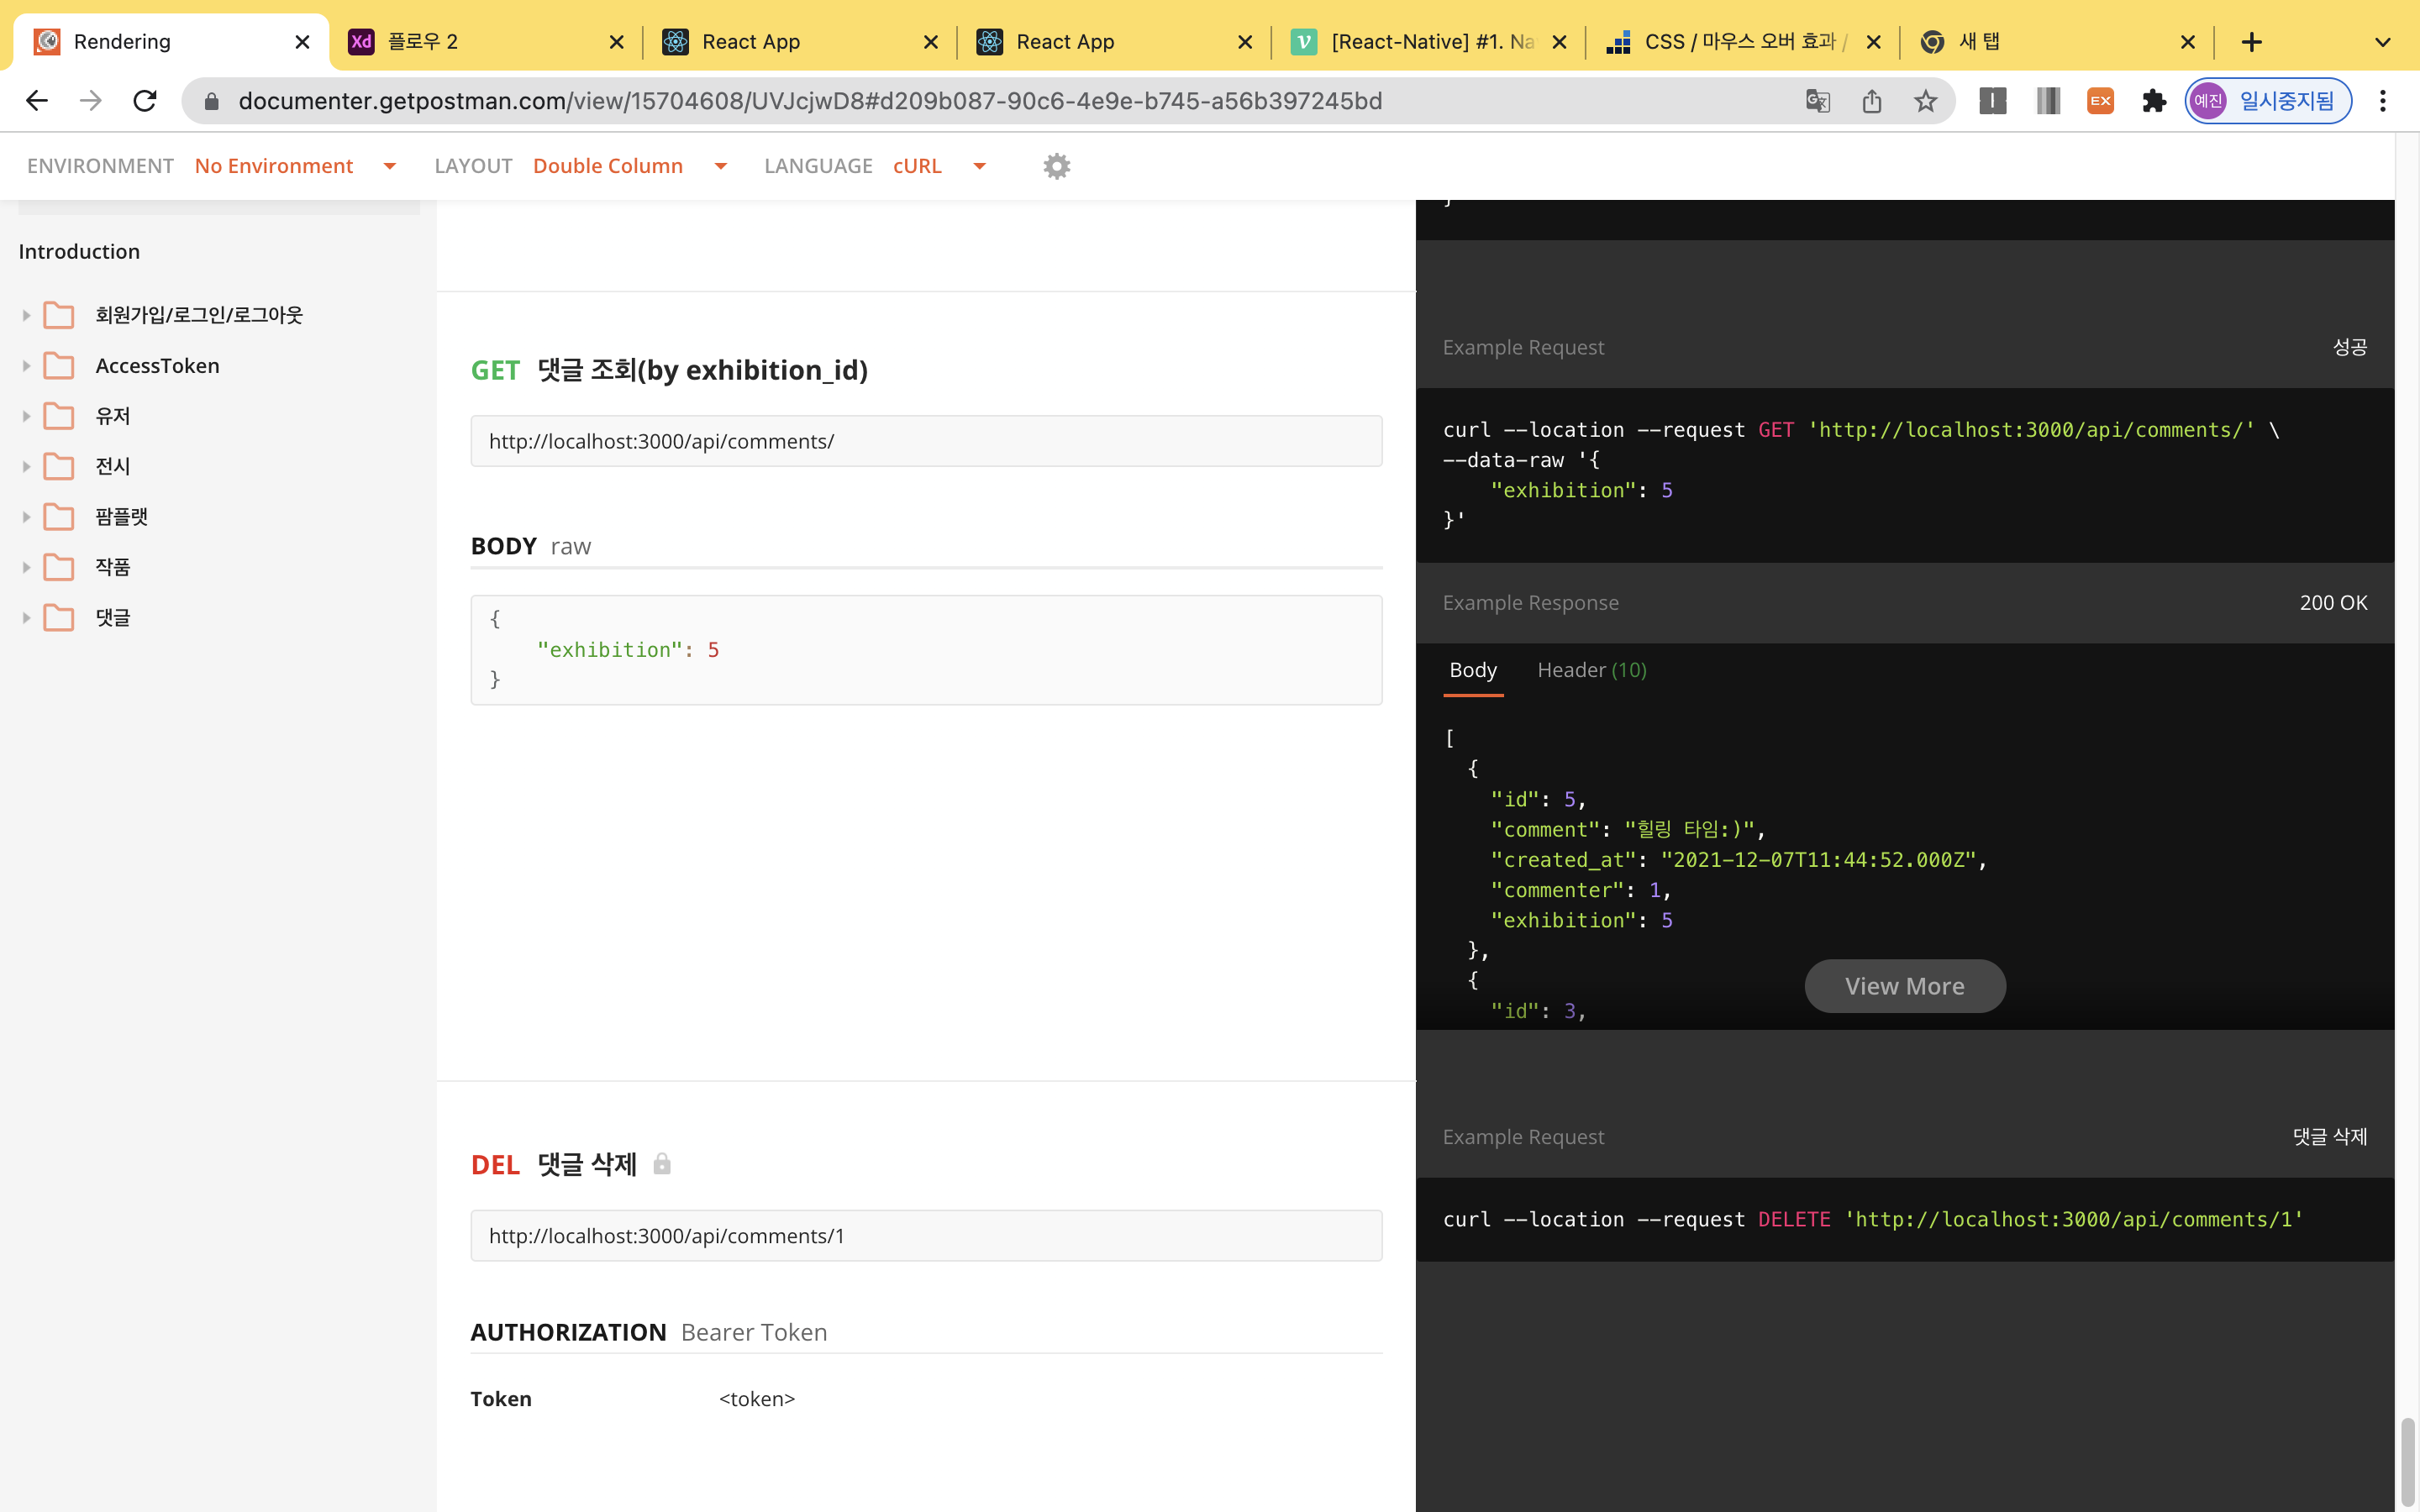 Rendering
플로우 2
React App
React App
[React-Native] #1. Na
CSS / 마우스 오버 효과 /
새 탭
documenter.getpostman.com/view/15704608/UVJcjwD8#d209b087-90c6-4e9e-b745-a56b397245bd
EX
예진 일시중지됨
ENVIRONMENT No Environment LAYOUT Double Column LANGUAGE cURL
Introduction
회원가입/로그인/로그아웃
AccessToken
유저
전시
팜플랫
작품
댓글
GET 댓글 조회(by exhibition_id)
http://localhost:3000/api/comments/
BODY raw
{
"exhibition": 5
}
DEL 댓글 삭제
http://localhost:3000/api/comments/1
AUTHORIZATION Bearer Token
Token <token>
}
Example Request 성공
curl --location --request GET 'http://localhost:3000/api/comments/' \
--data-raw '{
"exhibition": 5
}'
Example Response 200 OK
Body Header (10)
[
{
"id": 5,
"comment": "힐링 타임:)",
"created_at": "2021-12-07T11:44:52.000Z",
"commenter": 1,
"exhibition": 5
},
{
"id": 3,
View More
Example Request 댓글 삭제
curl --location --request DELETE 'http://localhost:3000/api/comments/1'